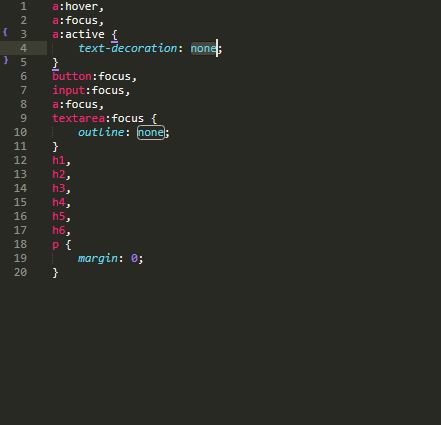 { }
1 a:hover,
2 a:focus,
3 a:active {
4 text-decoration: none;
5 }
6 button:focus,
7 input:focus,
8 a:focus,
9 textarea:focus {
10 outline: none;
11 }
12 h1,
13 h2,
14 h3,
15 h4,
16 h5,
17 h6,
18 p {
19 margin: 0;
20 }